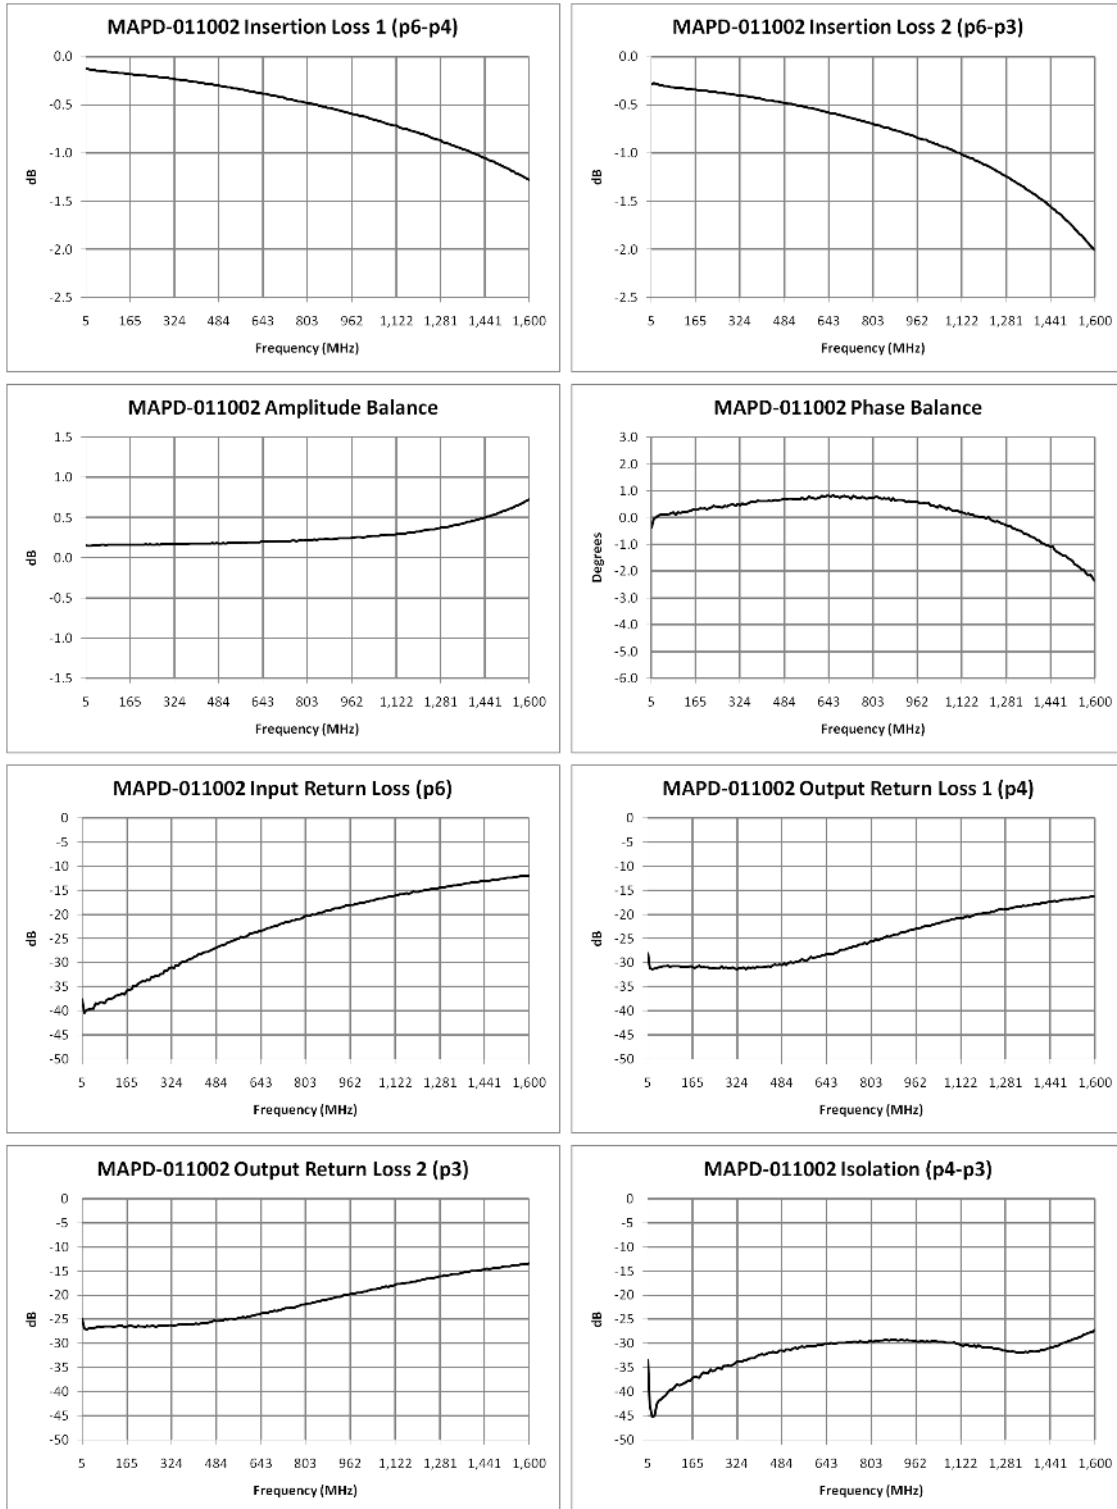 MAPD-011002 Insertion Loss 1 (p6-p4)
0.0
-0.5
-1.0
-1.5
-2.0
-2.5
dB
5 165 324 484 643 803 962 1,122 1,281 1,441 1,600
Frequency (MHz)
MAPD-011002 Insertion Loss 2 (p6-p3)
0.0
-0.5
-1.0
-1.5
-2.0
-2.5
dB
5 165 324 484 643 803 962 1,122 1,281 1,441 1,600
Frequency (MHz)
MAPD-011002 Amplitude Balance
1.5
1.0
0.5
0.0
-0.5
-1.0
-1.5
dB
5 165 324 484 643 803 962 1,122 1,281 1,441 1,600
Frequency (MHz)
MAPD-011002 Phase Balance
3.0
2.0
1.0
0.0
-1.0
-2.0
-3.0
-4.0
-5.0
-6.0
Degrees
5 165 324 484 643 803 962 1,122 1,281 1,441 1,600
Frequency (MHz)
MAPD-011002 Input Return Loss (p6)
0
-5
-10
-15
-20
-25
-30
-35
-40
-45
-50
dB
5 165 324 484 643 803 962 1,122 1,281 1,441 1,600
Frequency (MHz)
MAPD-011002 Output Return Loss 1 (p4)
0
-5
-10
-15
-20
-25
-30
-35
-40
-45
-50
dB
5 165 324 484 643 803 962 1,122 1,281 1,441 1,600
Frequency (MHz)
MAPD-011002 Output Return Loss 2 (p3)
0
-5
-10
-15
-20
-25
-30
-35
-40
-45
-50
dB
5 165 324 484 643 803 962 1,122 1,281 1,441 1,600
Frequency (MHz)
MAPD-011002 Isolation (p4-p3)
0
-5
-10
-15
-20
-25
-30
-35
-40
-45
-50
dB
5 165 324 484 643 803 962 1,122 1,281 1,441 1,600
Frequency (MHz)